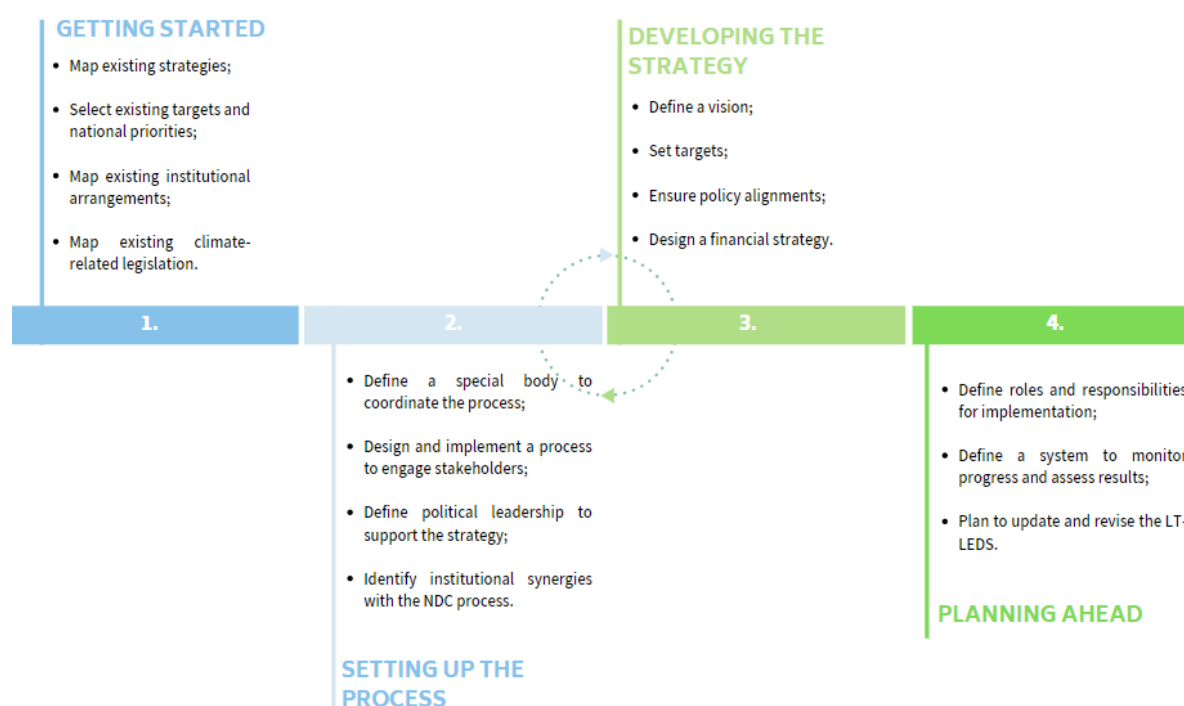 GETTING STARTED
• Map existing strategies;
• Select existing targets and
national priorities;
• Map existing institutional
arrangements;
• Map existing climate-
related legislation.
DEVELOPING THE
STRATEGY
• Define a vision;
• Set targets;
• Ensure policy alignments;
• Design a financial strategy.
1.
2.
3.
4.
• Define a special body to
coordinate the process;
• Design and implement a process
to engage stakeholders;
• Define political leadership to
support the strategy;
• Identify institutional synergies
with the NDC process.
SETTING UP THE
PROCESS
• Define roles and responsibilities
for implementation;
• Define a system to monitor
progress and assess results;
• Plan to update and revise the LT-
LEDS.
PLANNING AHEAD